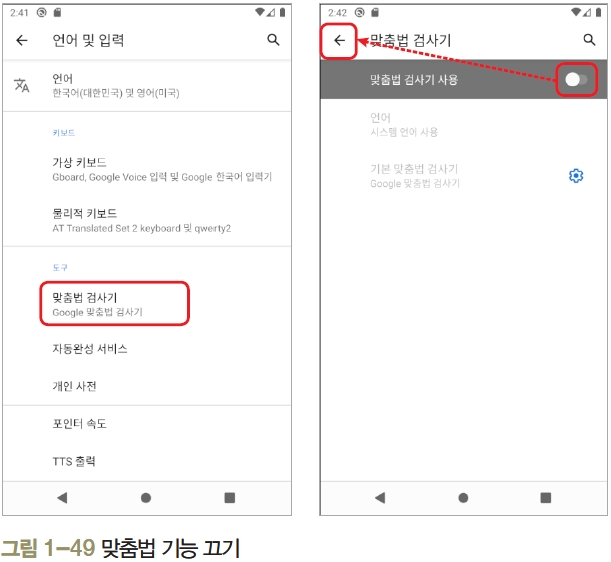 2:41
언어 및 입력
언어
한국어(대한민국) 및 영어(미국)
키보드
가상 키보드
Gboard, Google Voice 입력 및 Google 한국어 입력기
물리적 키보드
AT Translated Set 2 keyboard 및 qwerty2
도구
맞춤법 검사기
Google 맞춤법 검사기
자동완성 서비스
개인 사전
포인터 속도
TTS 출력
2:42
맞춤법 검사기
맞춤법 검사기 사용
언어
시스템 언어 사용
기본 맞춤법 검사기
Google 맞춤법 검사기
그림 1-49 맞춤법 기능 끄기